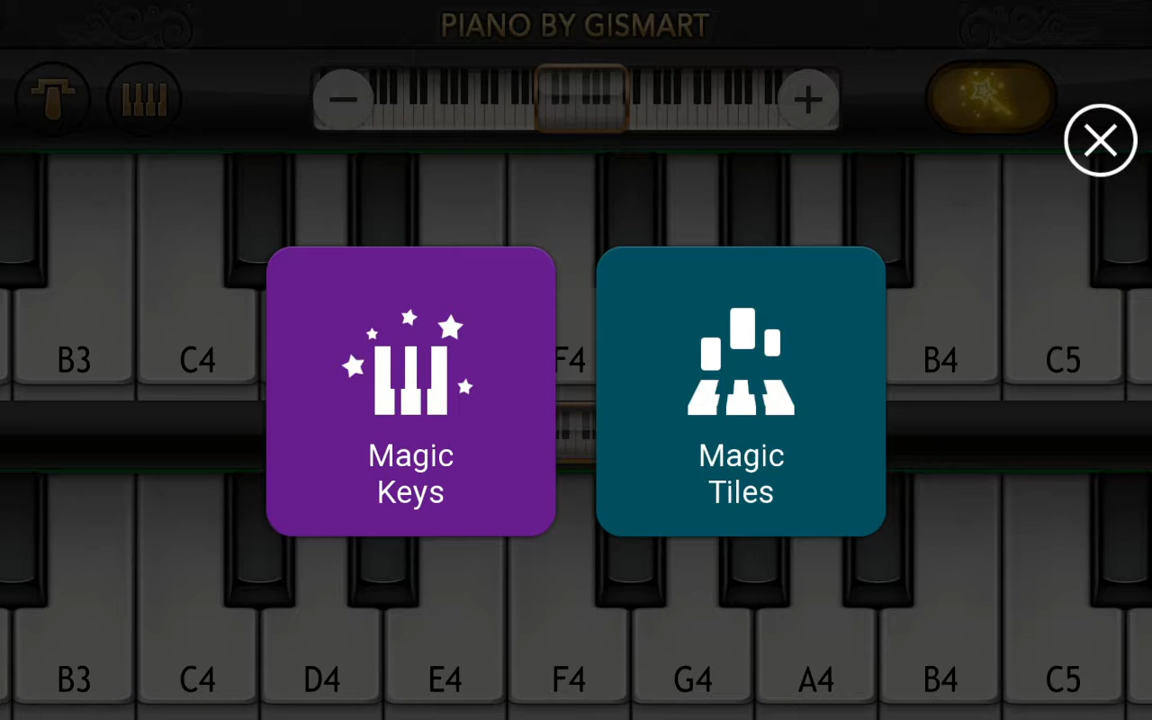 PIANO BY GISMART
B3
C4
F4
B4
C5
Magic
Keys
Magic
Tiles
B3
C4
D4
E4
F4
G4
A4
B4
C5